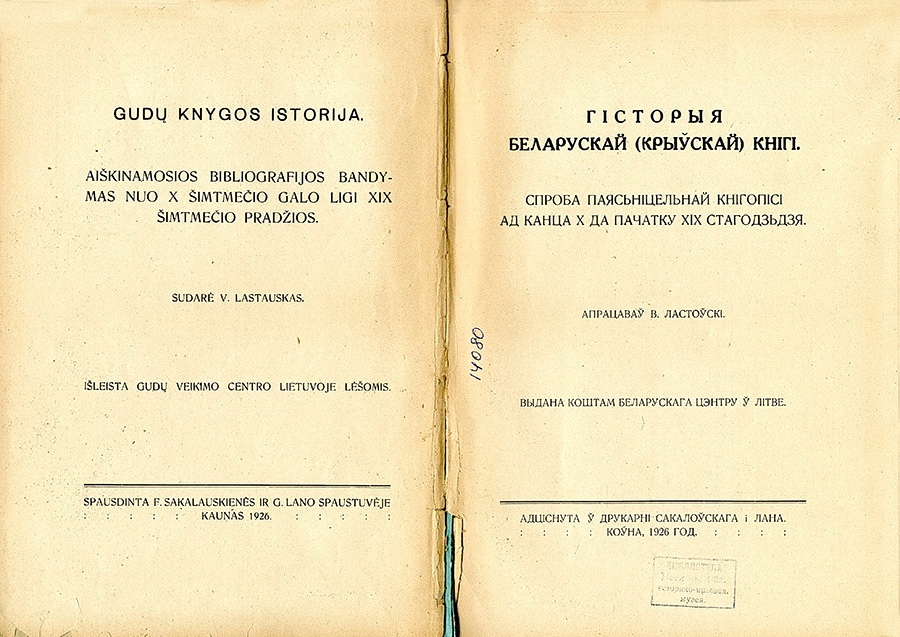 GUDŲ KNYGOS ISTORIJA.
AIŠKINAMOSIOS BIBLIOGRAFIJOS BANDY-
MAS NUO X ŠIMTMEČIO GALO LIGI XIX
ŠIMTMEČIO PRADŽIOS.
SUDARĖ V. LASTAUSKAS.
IŠLEISTA GUDŲ VEIKIMO CENTRO LIETUVOJE LĖŠOMIS.
SPAUSDINTA F. SAKALAUSKIENĖS IR G. LANO SPAUSTUVĖJE
: : : : : KAUNAS 1926. : : : : :
ГІСТОРЫЯ
БЕЛАРУСКАЙ (КРЫЎСКАЙ) КНІГІ.
СПРОБА ПАЯСЬНІЦЕЛЬНАЙ КНІГОПІСІ
АД КАНЦА X ДА ПАЧАТКУ XIX СТАГОДЗЬДЗЯ.
АПРАЦАВАЎ В. ЛАСТОЎСКІ.
14080
ВЫДАНА КОШТАМ БЕЛАРУСКАГА ЦЭНТРУ Ў ЛІТВЕ.
АДЦІСНУТА Ў ДРУКАРНІ САКАЛОЎСКАГА і ЛАНА.
: : : : КОЎНА, 1926 ГОД. : : : :
БИБЛИОТЕКА
музея.